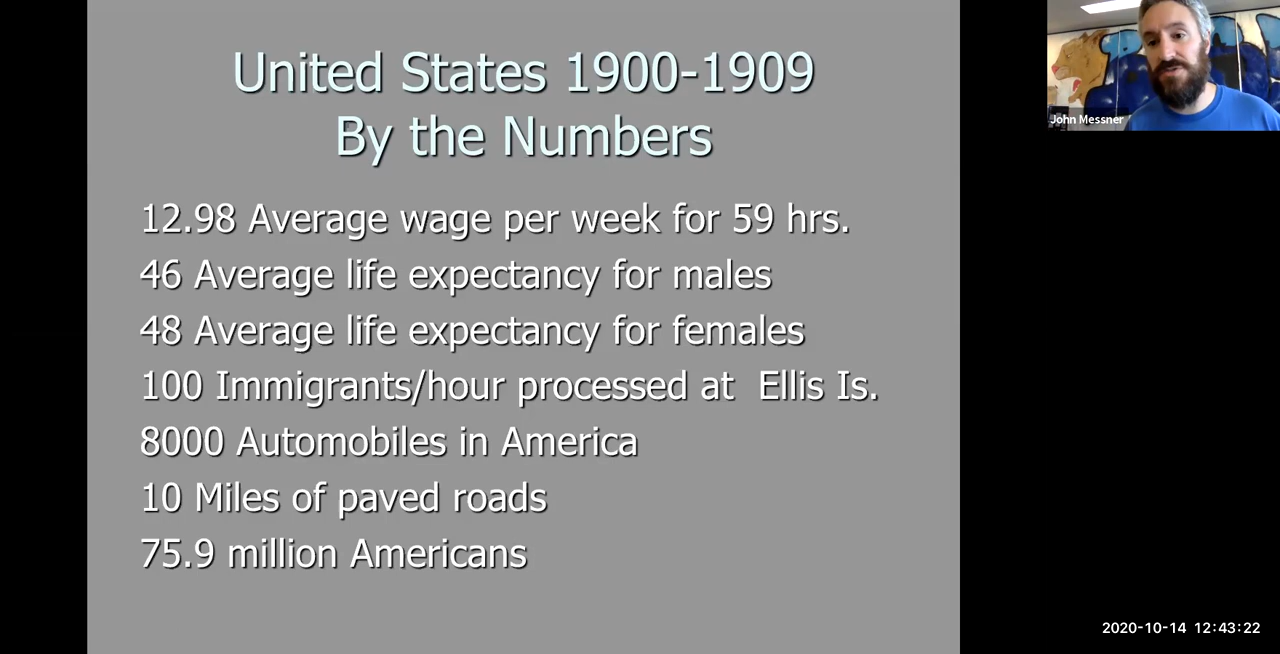 United States 1900-1909
By the Numbers
12.98 Average wage per week for 59 hrs.
46 Average life expectancy for males
48 Average life expectancy for females
100 Immigrants/hour processed at  Ellis Is.
8000 Automobiles in America
10 Miles of paved roads
75.9 million Americans
John Messner
2020-10-14 12:43:22